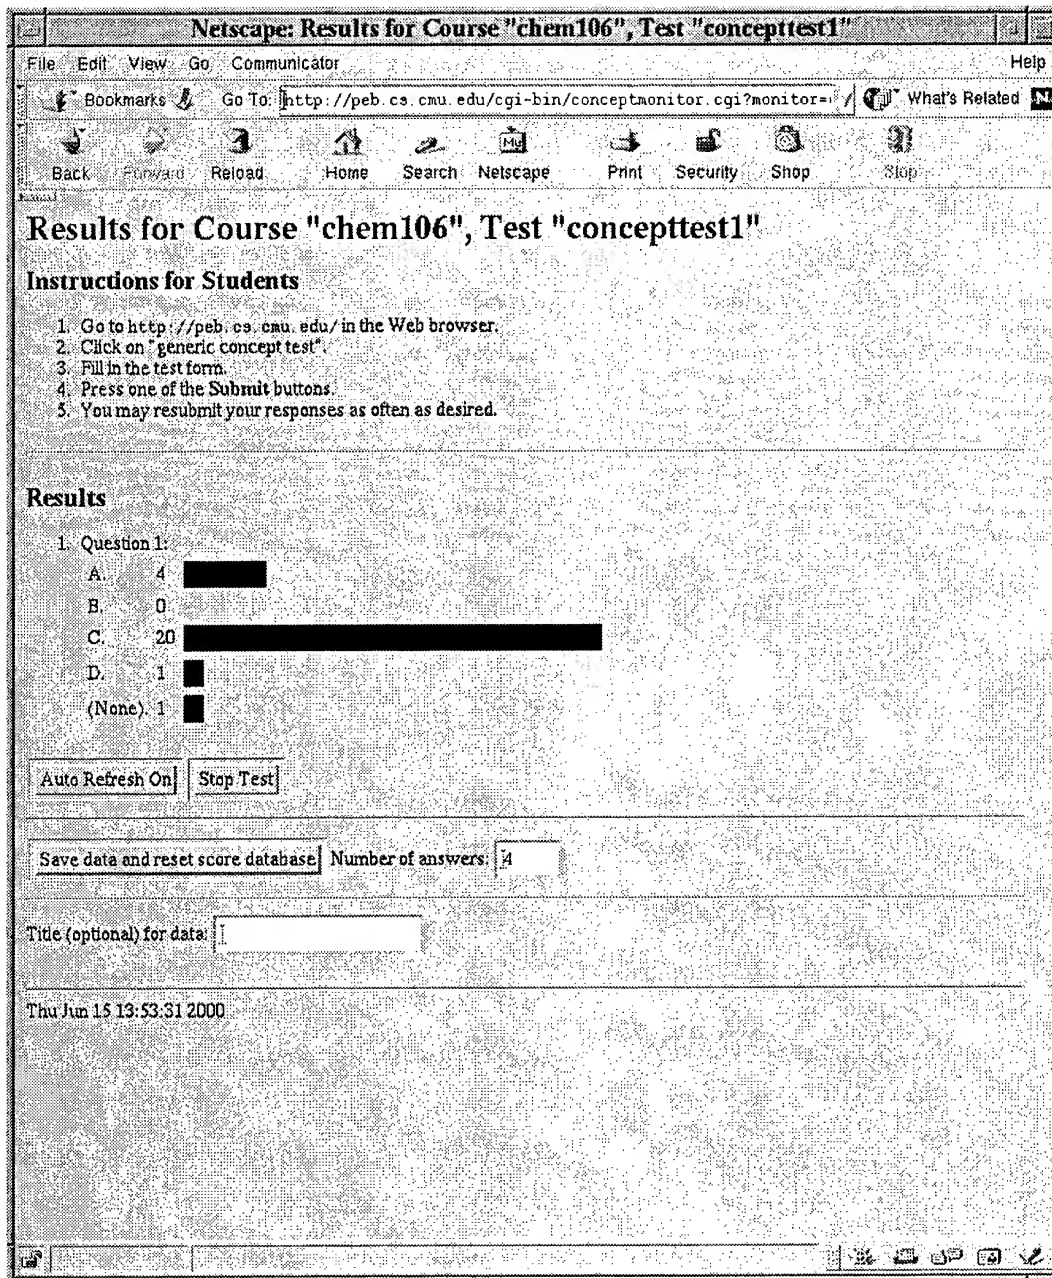 Netscape: Results for Course "chem106", Test "concepttest1"
File Edit View Go Communicator Help
Bookmarks Go To: http://peb.cs.cmu.edu/cgi-bin/conceptmonitor.cgi?monitor= What's Related
Back Forward Reload Home Search Netscape Print Security Shop Stop
Results for Course "chem106", Test "concepttest1"
Instructions for Students
1. Go to http://peb.cs.cmu.edu/ in the Web browser.
2. Click on "generic concept test".
3. Fill in the test form.
4. Press one of the Submit buttons.
5. You may resubmit your responses as often as desired.
Results
1. Question 1:
A. 4
B. 0
C. 20
D. 1
(None). 1
Auto Refresh On Stop Test
Save data and reset score database Number of answers: 4
Title (optional) for data:
Thu Jun 15 13:53:31 2000